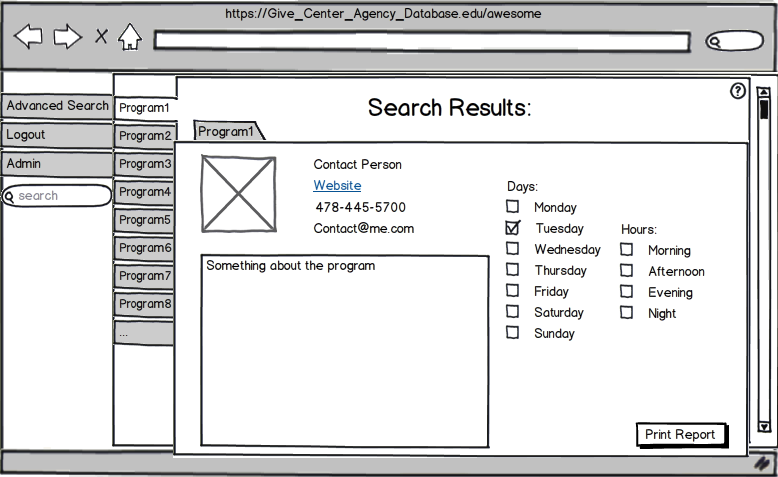 https://Give_Center_Agency_Database.edu/awesome
Advanced Search
Logout
Admin
search
Program1
Program2
Program3
Program4
Program5
Program6
Program7
Program8
...
?
Search Results:
Program1
Contact Person
Website
478-445-5700
Contact@me.com
Something about the program
Days:
Monday
Tuesday
Wednesday
Thursday
Friday
Saturday
Sunday
Hours:
Morning
Afternoon
Evening
Night
Print Report